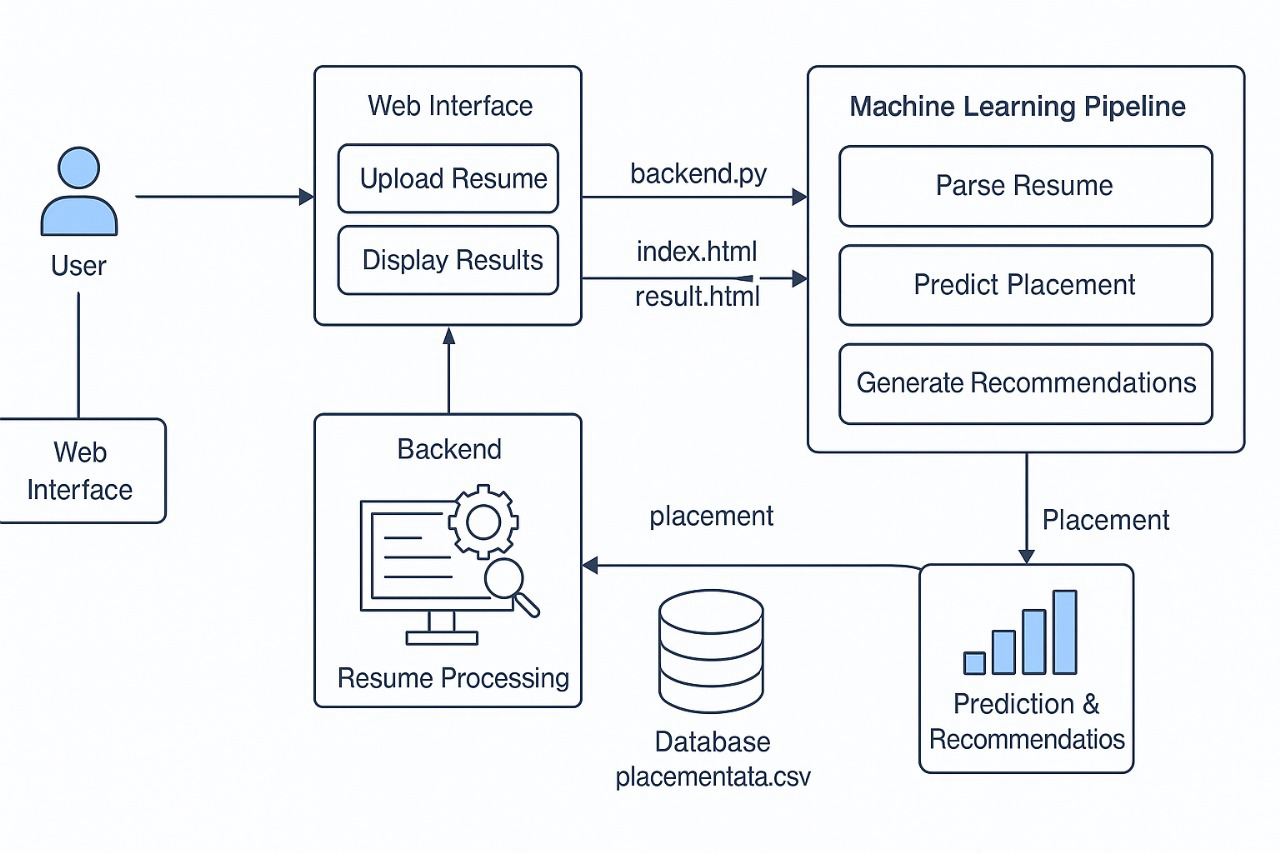 User
Web
Interface
Web Interface
Upload Resume
Display Results
backend.py
index.html
result.html
Machine Learning Pipeline
Parse Resume
Predict Placement
Generate Recommendations
Backend
Resume Processing
placement
Placement
Database
placementata.csv
Prediction &
Recommendatios